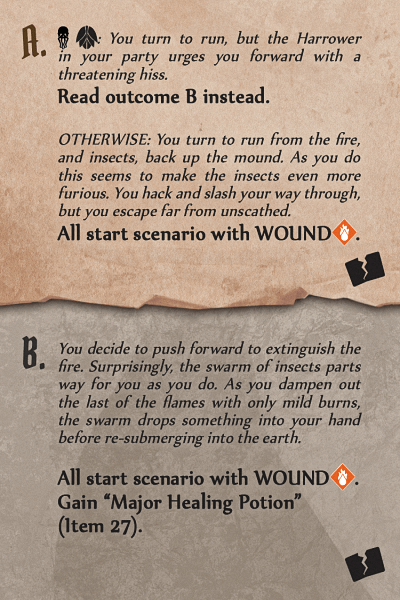 A. : You turn to run, but the Harrower
in your party urges you forward with a
threatening hiss.
Read outcome B instead.
OTHERWISE: You turn to run from the fire,
and insects, back up the mound. As you do
this seems to make the insects even more
furious. You hack and slash your way through,
but you escape far from unscathed.
All start scenario with WOUND.
B. You decide to push forward to extinguish the
fire. Surprisingly, the swarm of insects parts
way for you as you do. As you dampen out
the last of the flames with only mild burns,
the swarm drops something into your hand
before re-submerging into the earth.
All start scenario with WOUND.
Gain “Major Healing Potion”
(Item 27).